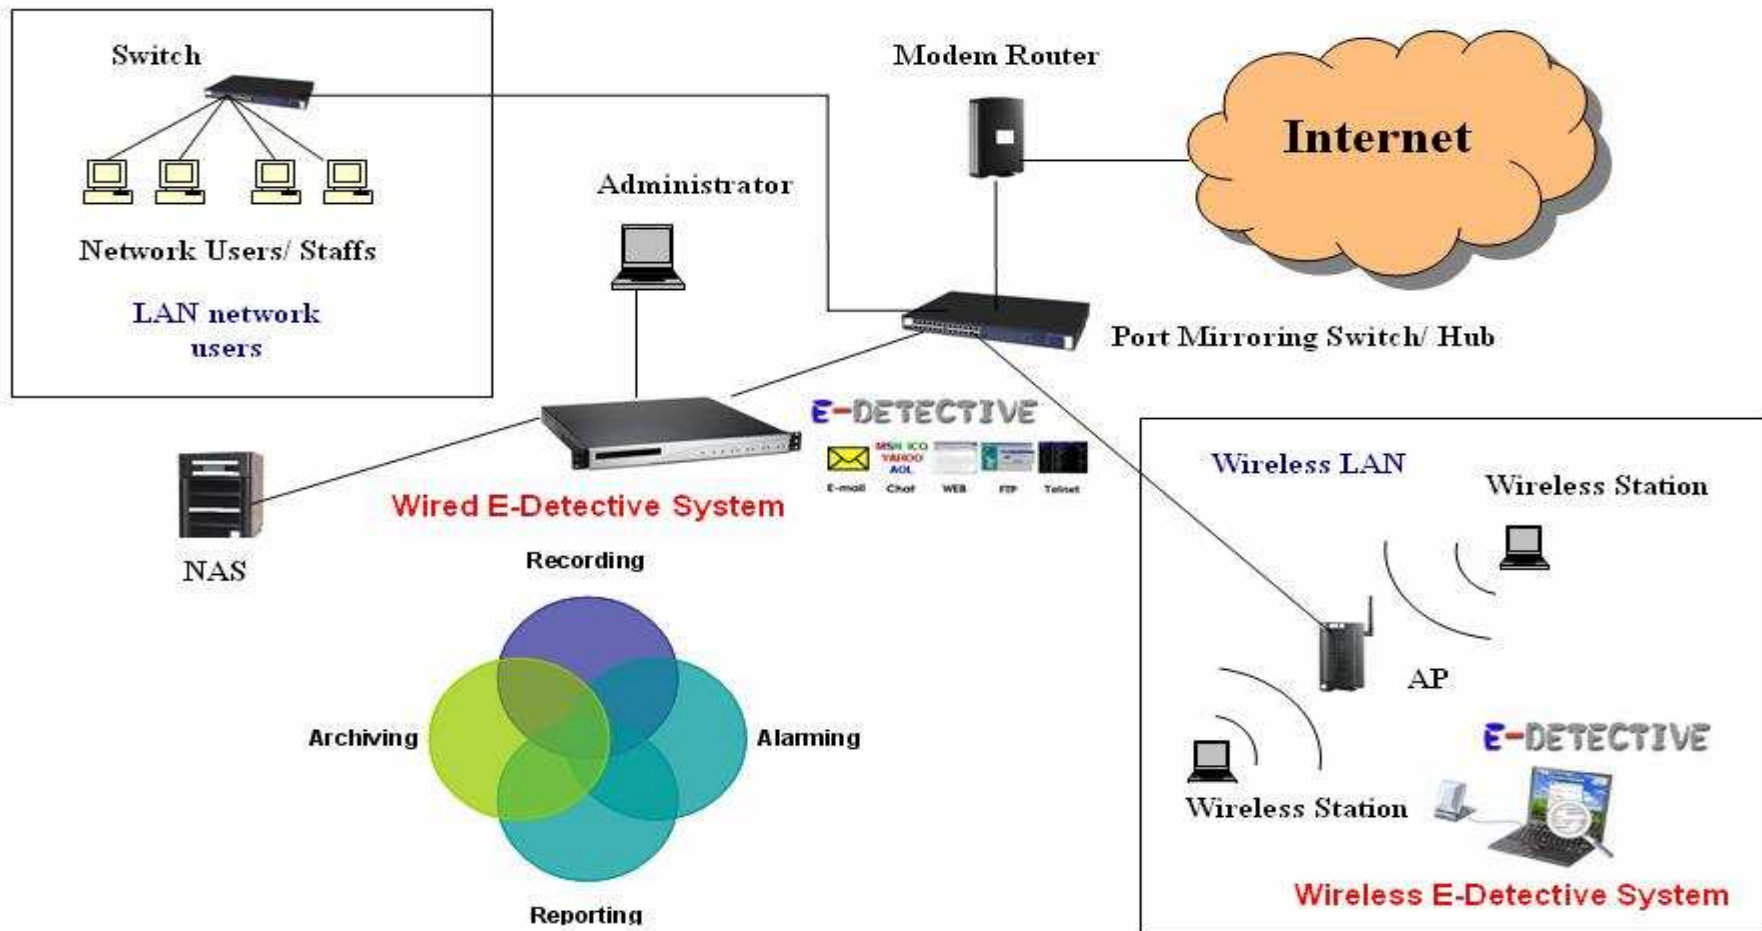 Switch
Modem Router
Internet
Administrator
Network Users/ Staffs
LAN network
users
Port Mirroring Switch/ Hub
E-DETECTIVE
MSN ICQ
YAHOO
AOL
E-mail Chat WEB FTP Telnet
Wired E-Detective System
NAS
Recording
Archiving
Alarming
Reporting
Wireless LAN
Wireless Station
AP
E-DETECTIVE
Wireless Station
Wireless E-Detective System